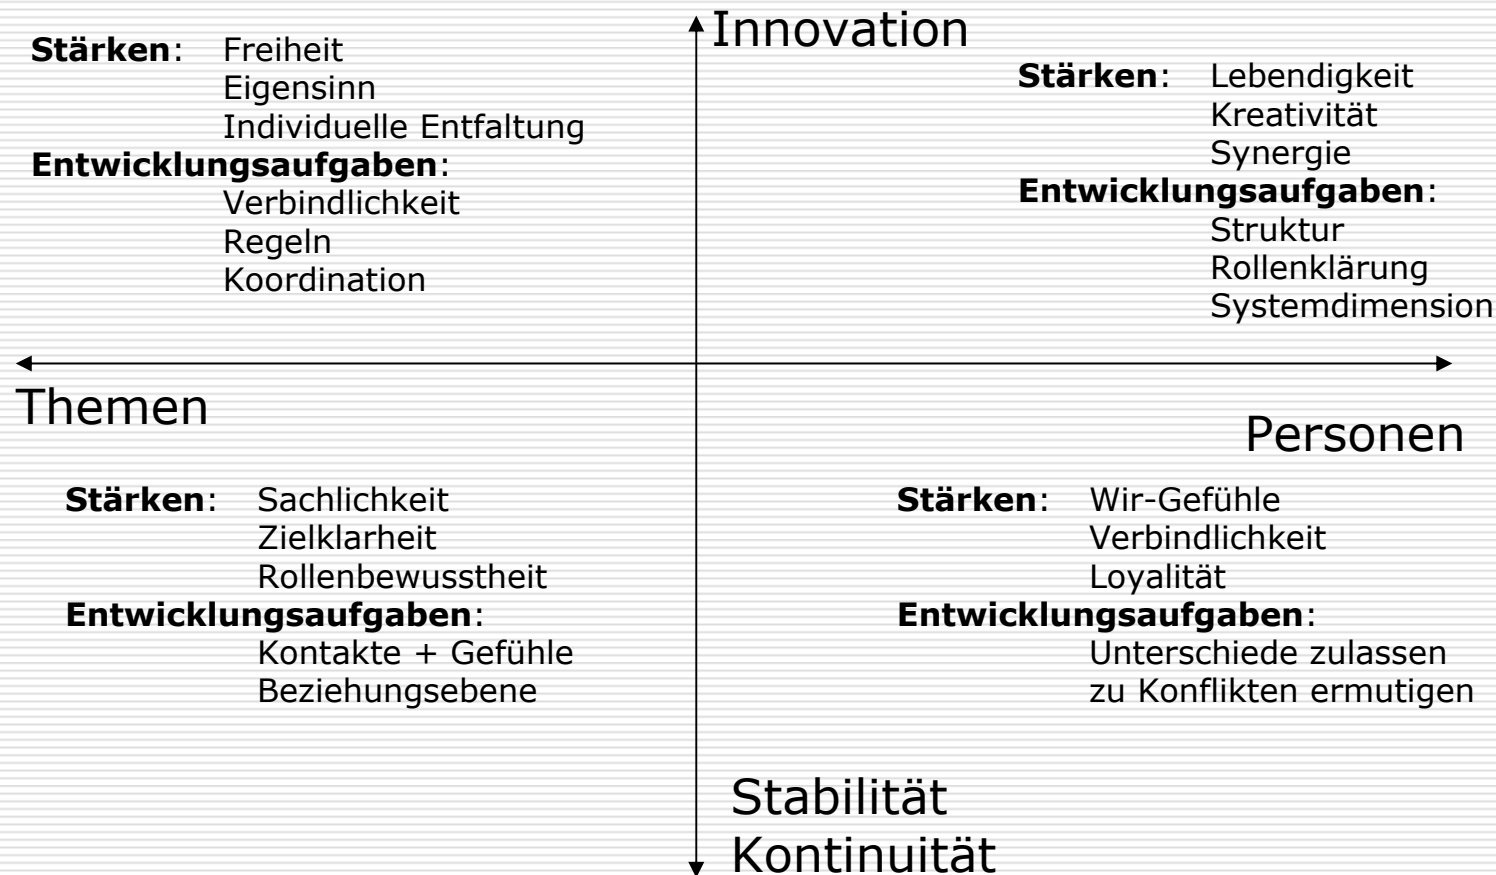 Innovation
Stärken: Freiheit
Eigensinn
Individuelle Entfaltung
Entwicklungsaufgaben:
Verbindlichkeit
Regeln
Koordination
Stärken: Lebendigkeit
Kreativität
Synergie
Entwicklungsaufgaben:
Struktur
Rollenklärung
Systemdimension
Themen
Personen
Stärken: Sachlichkeit
Zielklarheit
Rollenbewusstheit
Entwicklungsaufgaben:
Kontakte + Gefühle
Beziehungsebene
Stärken: Wir-Gefühle
Verbindlichkeit
Loyalität
Entwicklungsaufgaben:
Unterschiede zulassen
zu Konflikten ermutigen
Stabilität
Kontinuität